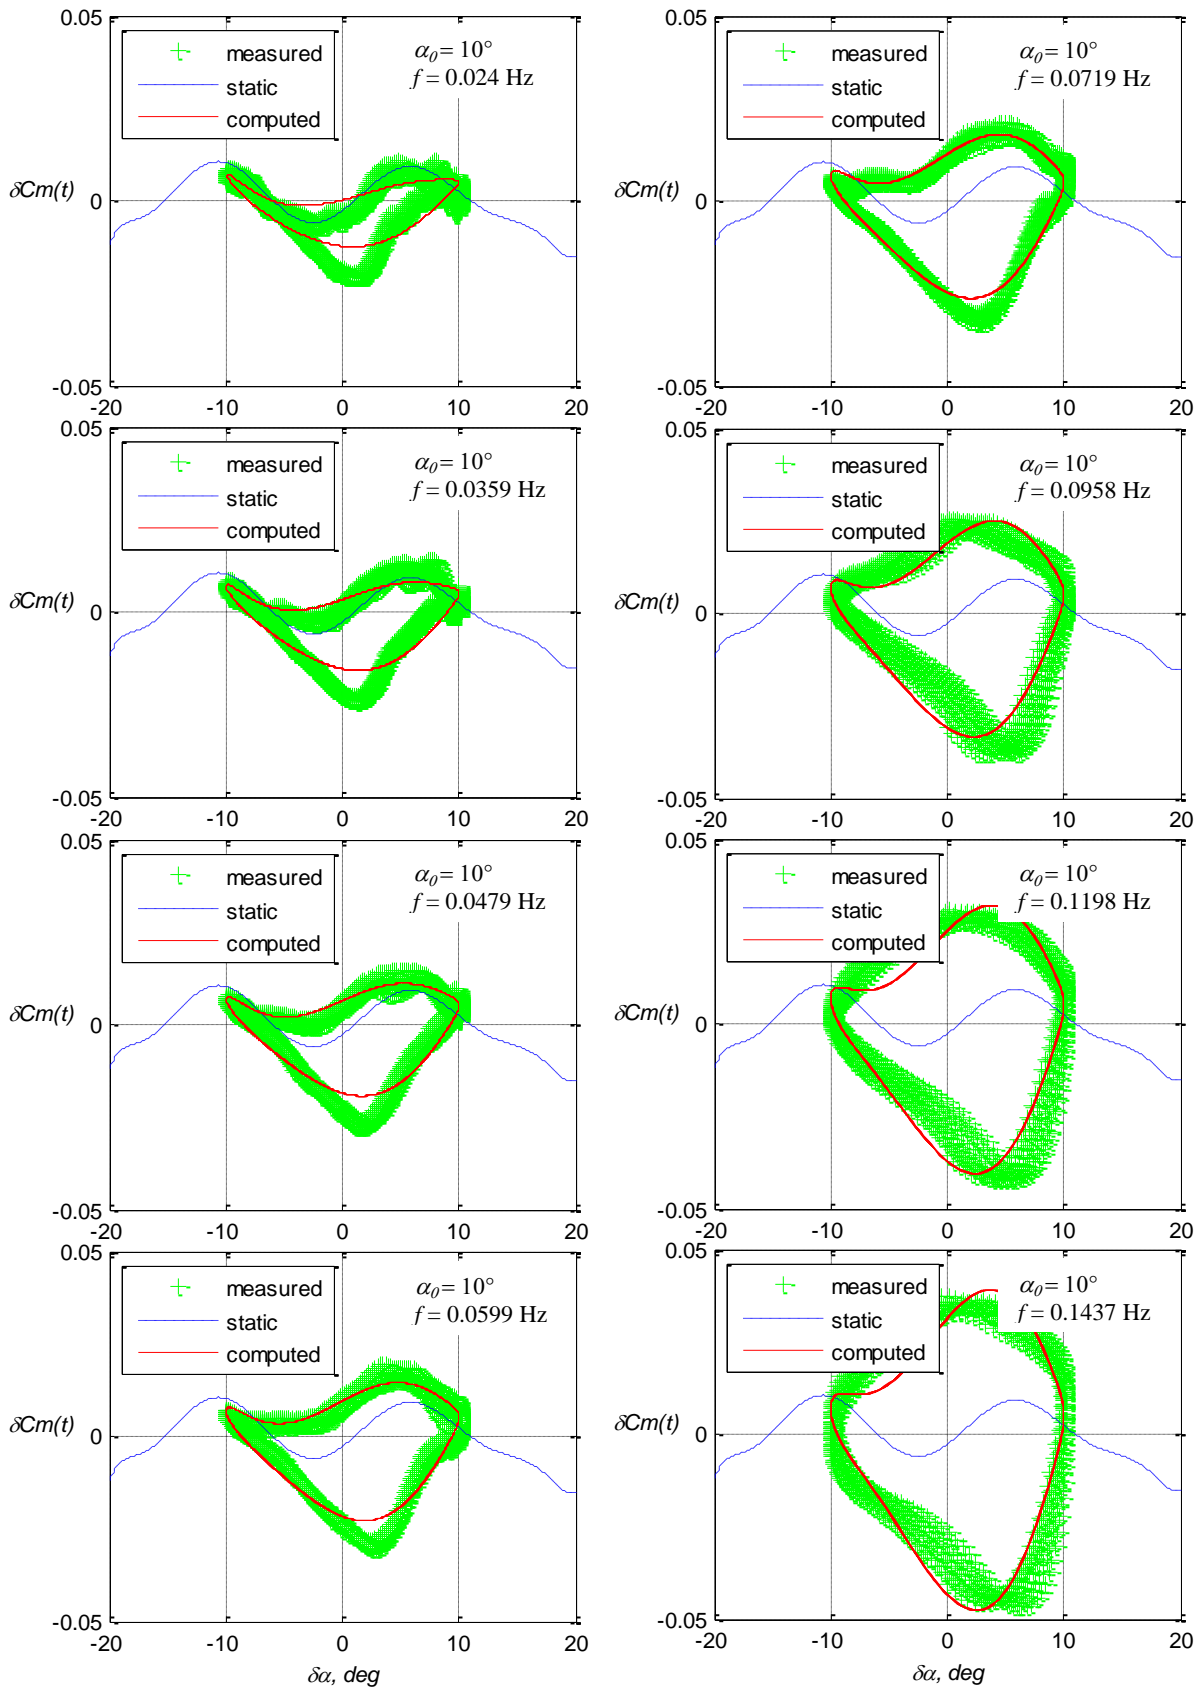 0.05
measured
static
computed
α0 = 10°
f = 0.024 Hz
δCm(t)
0
-0.05
-20 -10 0 10 20
0.05
measured
static
computed
α0 = 10°
f = 0.0359 Hz
δCm(t)
0
-0.05
-20 -10 0 10 20
0.05
measured
static
computed
α0 = 10°
f = 0.0479 Hz
δCm(t)
0
-0.05
-20 -10 0 10 20
0.05
measured
static
computed
α0 = 10°
f = 0.0599 Hz
δCm(t)
0
-0.05
-20 -10 0 10 20
δα, deg
0.05
measured
static
computed
α0 = 10°
f = 0.0719 Hz
δCm(t)
0
-0.05
-20 -10 0 10 20
0.05
measured
static
computed
α0 = 10°
f = 0.0958 Hz
δCm(t)
0
-0.05
-20 -10 0 10 20
0.05
measured
static
computed
α0 = 10°
f = 0.1198 Hz
δCm(t)
0
-0.05
-20 -10 0 10 20
0.05
measured
static
computed
α0 = 10°
f = 0.1437 Hz
δCm(t)
0
-0.05
-20 -10 0 10 20
δα, deg